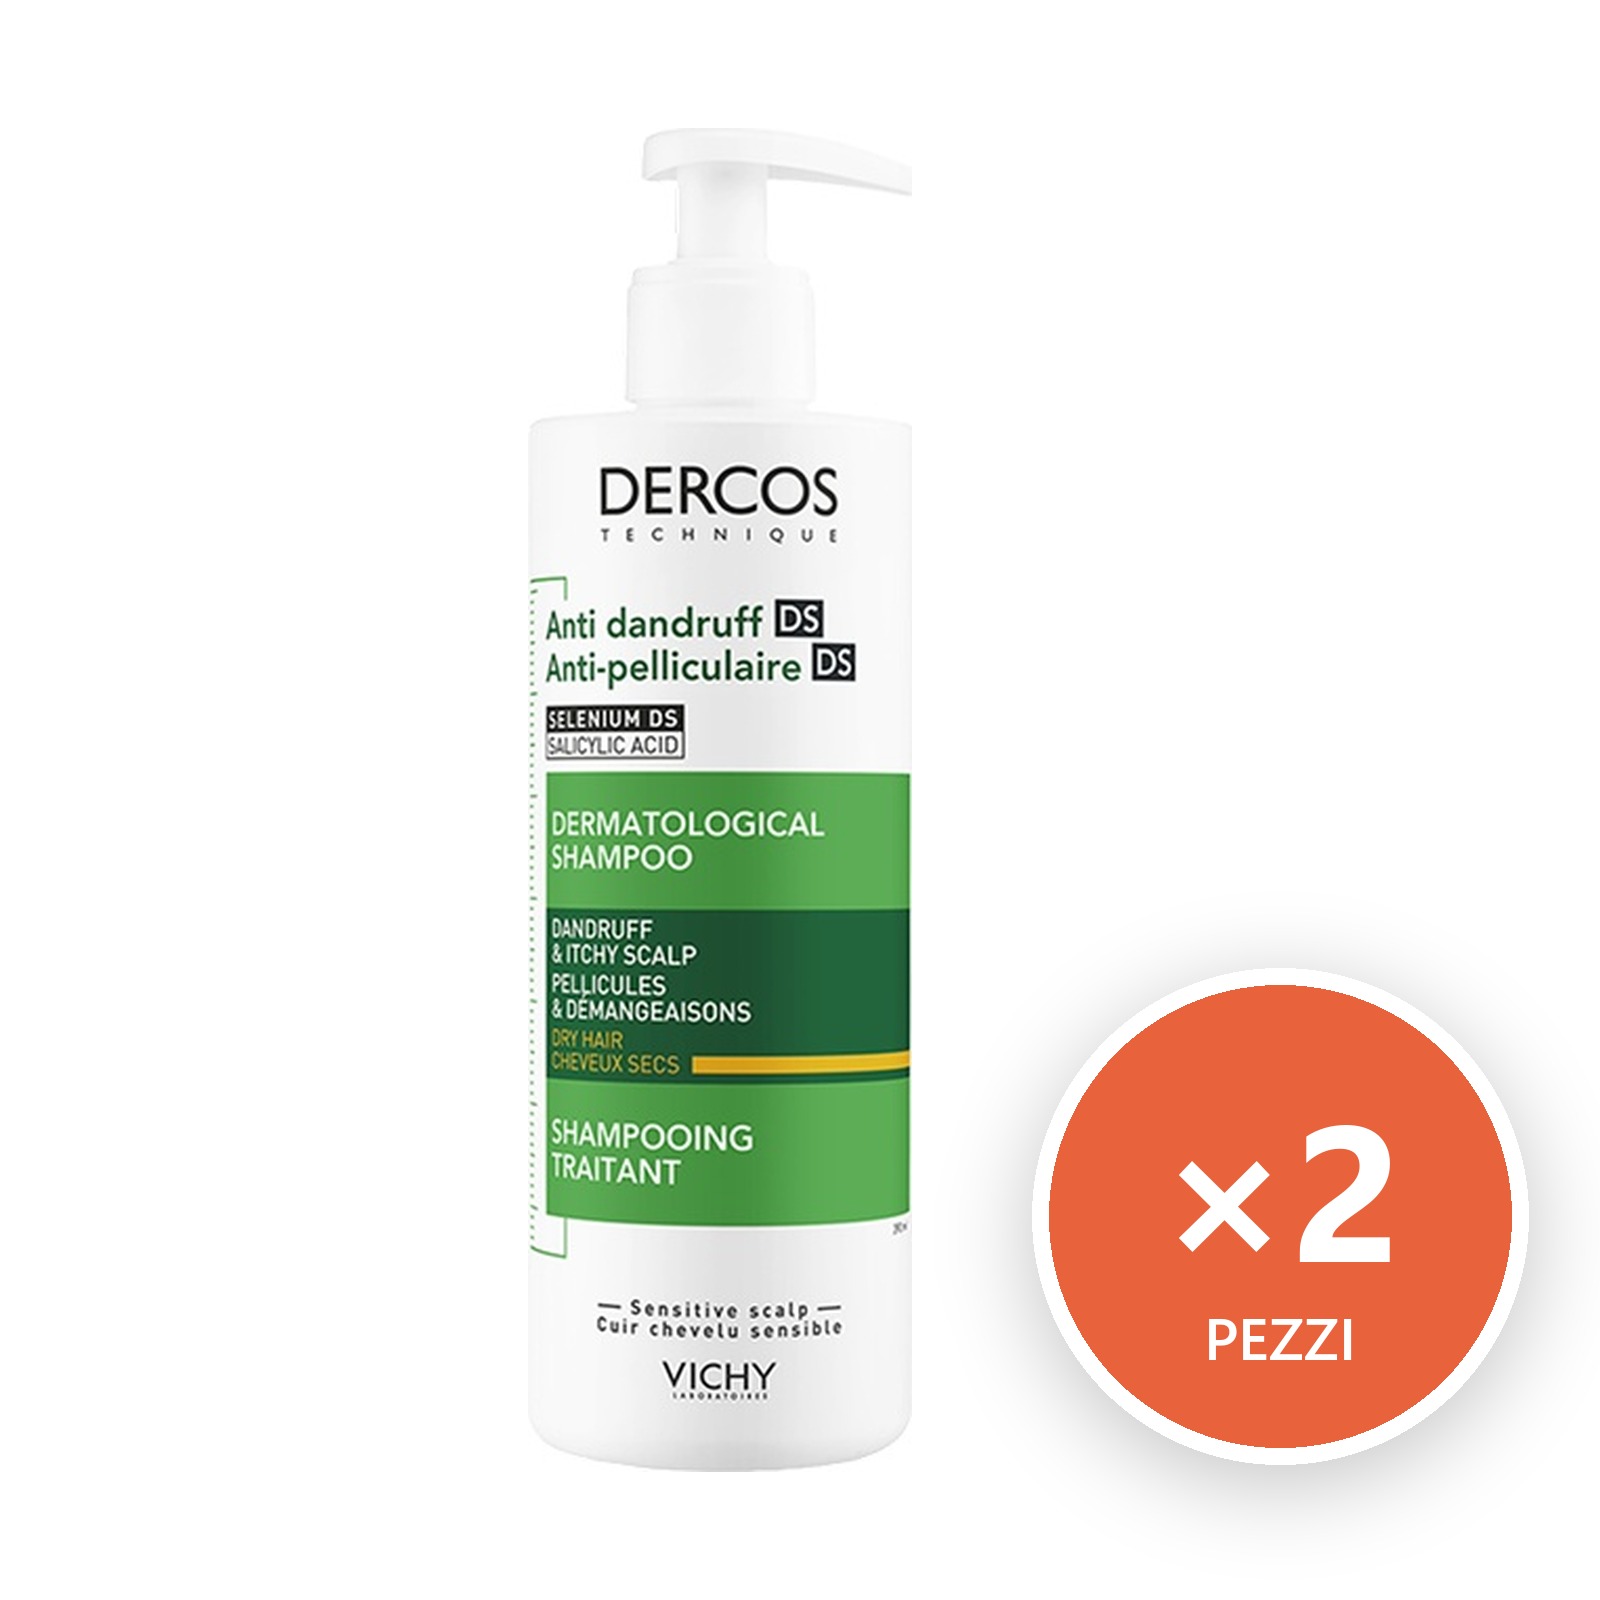 DERCOS
TECHNIQUE
Anti dandruff DS
Anti-pelliculaire DS
SELENIUM DS
SALICYLIC ACID
DERMATOLOGICAL
SHAMPOO
DANDRUFF
& ITCHY SCALP
PELLICULES
& DÉMANGEAISONS
DRY HAIR
CHEVEUX SECS
SHAMPOOING
TRAITANT
— Sensitive scalp —
Cuir chevelu sensible
VICHY
LABORATOIRES
×2
PEZZI